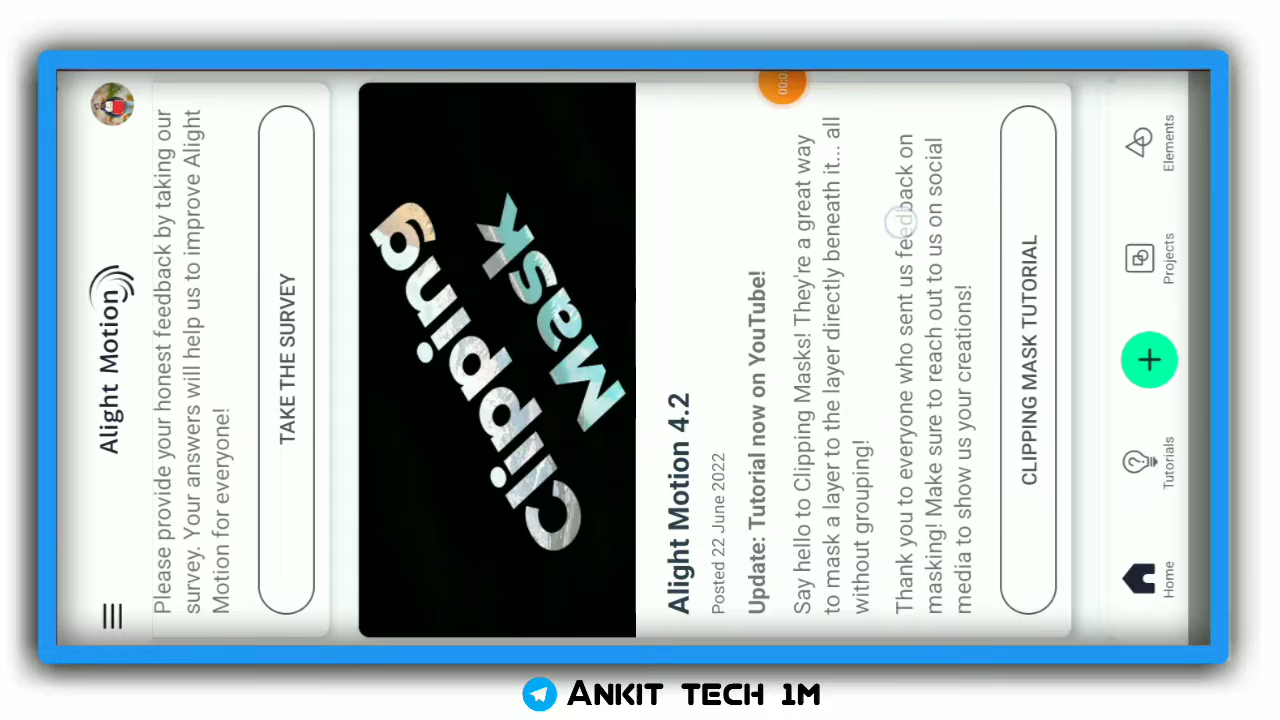 Alight Motion
Please provide your honest feedback by taking our
survey. Your answers will help us to improve Alight
Motion for everyone!
TAKE THE SURVEY
Clipping
Mask
Alight Motion 4.2
Posted 22 June 2022
Update: Tutorial now on YouTube!
Say hello to Clipping Masks! They're a great way
to mask a layer to the layer directly beneath it... all
without grouping!
Thank you to everyone who sent us feedback on
masking! Make sure to reach out to us on social
media to show us your creations!
CLIPPING MASK TUTORIAL
Home
Tutorials
Projects
Elements
ANKIT TECH 1M